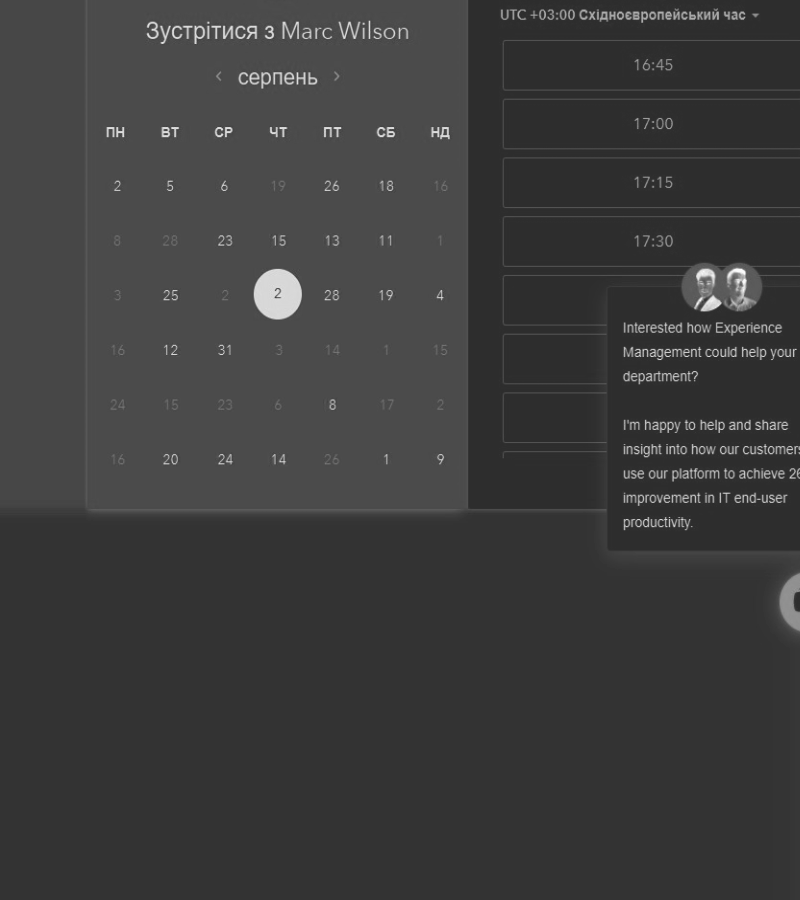 Зустрітися з Marc Wilson
серпень
ПН ВТ СР ЧТ ПТ СБ НД
2 5 6 19 26 18 16
8 28 23 15 13 11 1
3 25 2 2 28 19 4
16 12 31 3 14 1 15
24 15 23 6 8 17 2
16 20 24 14 26 1 9
UTC +03:00 Східноєвропейський час
16:45
17:00
17:15
17:30
Interested how Experience
Management could help your
department?
I'm happy to help and share
insight into how our customers
use our platform to achieve 26
improvement in IT end-user
productivity.